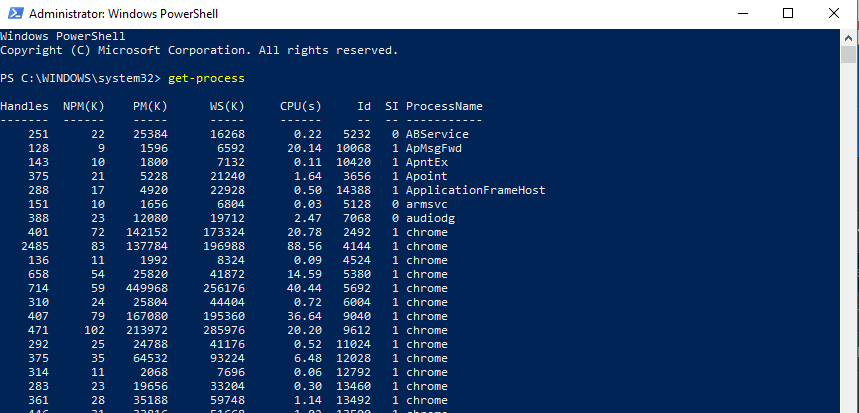 Administrator: Windows PowerShell
Windows PowerShell
Copyright (C) Microsoft Corporation. All rights reserved.
PS C:\WINDOWS\system32> get-process
Handles  NPM(K)    PM(K)      WS(K)     CPU(s)     Id  SI ProcessName
-------  ------    -----      -----     ------     --  -- -----------
    251      22    25384      16268       0.22   5232   0 ABService
    128       9     1596       6592      20.14  10068   1 ApMsgFwd
    143      10     1800       7132       0.11  10420   1 ApntEx
    375      21     5228      21240       1.64   3656   1 Apoint
    288      17     4920      22928       0.50  14388   1 ApplicationFrameHost
    151      10     1656       6804       0.03   5128   0 armsvc
    388      23    12080      19712       2.47   7068   0 audiodg
    401      72   142152     173324      20.78   2492   1 chrome
   2485      83   137784     196988      88.56   4144   1 chrome
    136      11     1992       8324       0.09   4524   1 chrome
    658      54    25820      41872      14.59   5380   1 chrome
    714      59   449968     256176      40.44   5692   1 chrome
    310      24    25804      44404       0.72   6004   1 chrome
    407      79   167080     195360      36.64   9040   1 chrome
    471     102   213972     285976      20.20   9612   1 chrome
    292      25    24788      41176       0.52  11024   1 chrome
    375      35    64532      93224       6.48  12028   1 chrome
    314      11     2068       7696       0.06  12792   1 chrome
    283      23    19656      33204       0.30  13460   1 chrome
    361      28    35188      59748       1.14  13492   1 chrome